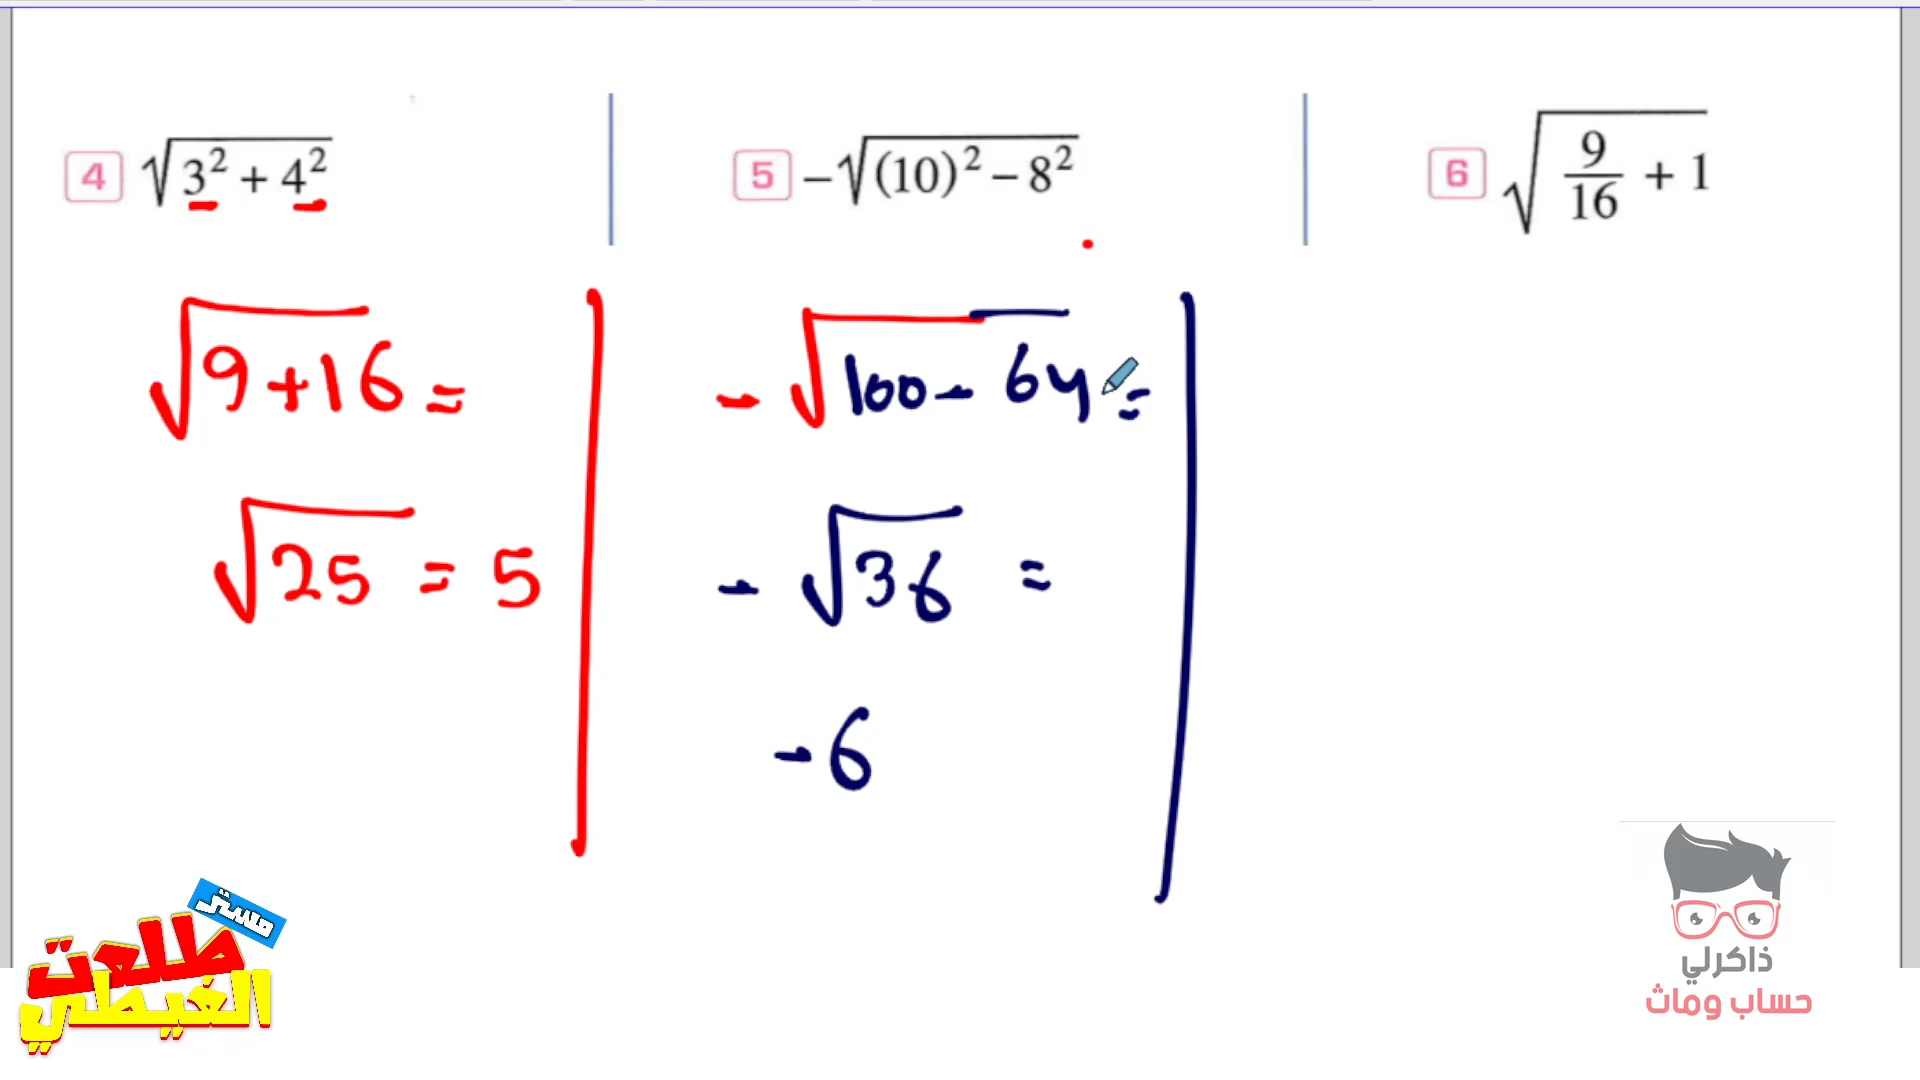 4 √(3² + 4²)
5 −√((10)² − 8²)
6 √(9/16 + 1)
√(9+16) =
√25 = 5
- √(100 - 64) =
- √36 =
- 6
مستر
طلعت
الغيطي
ذاكرلي
حساب وماث